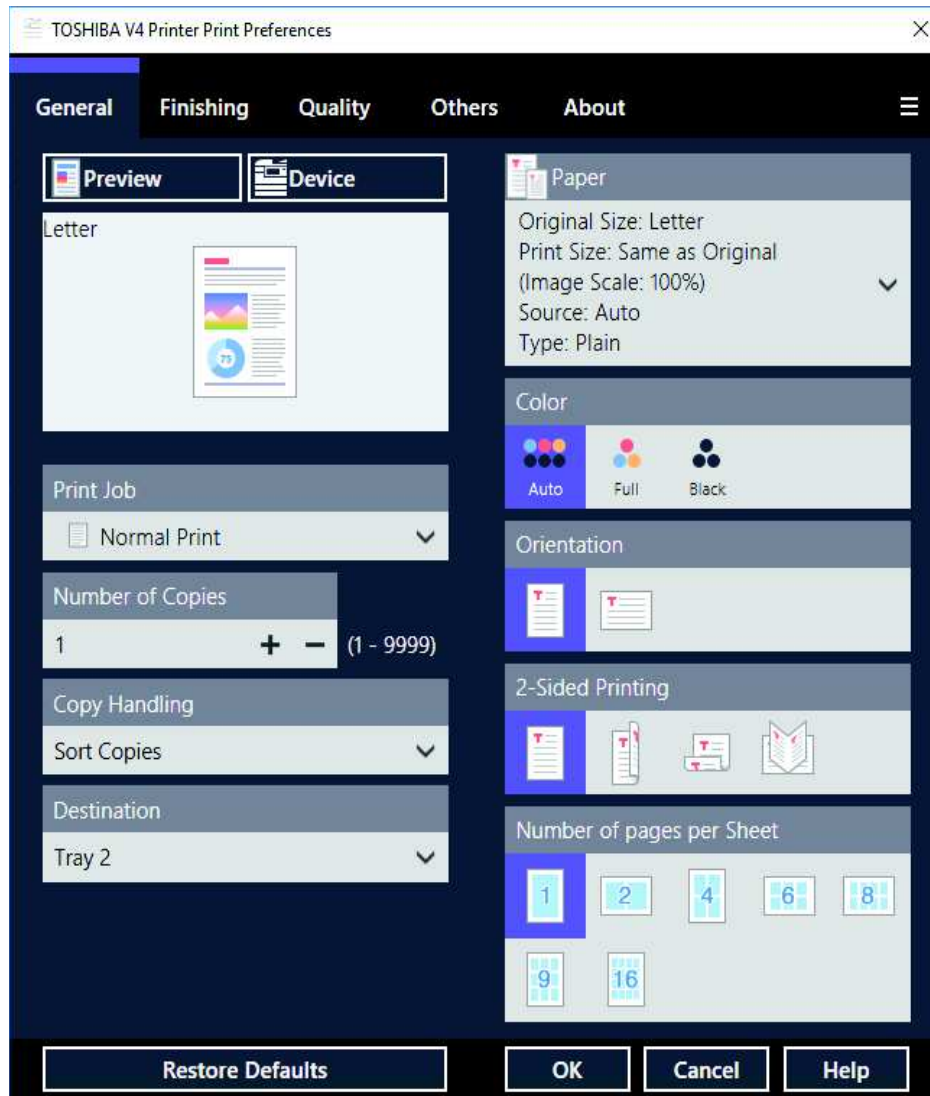 TOSHIBA V4 Printer Print Preferences
General
Finishing
Quality
Others
About
Preview
Device
Letter
75
Print Job
Normal Print
Number of Copies
1
(1 - 9999)
Copy Handling
Sort Copies
Destination
Tray 2
Paper
Original Size: Letter
Print Size: Same as Original
(Image Scale: 100%)
Source: Auto
Type: Plain
Color
Auto
Full
Black
Orientation
T
T
2-Sided Printing
T
T
T
T
Number of pages per Sheet
1
2
4
6
8
9
16
Restore Defaults
OK
Cancel
Help